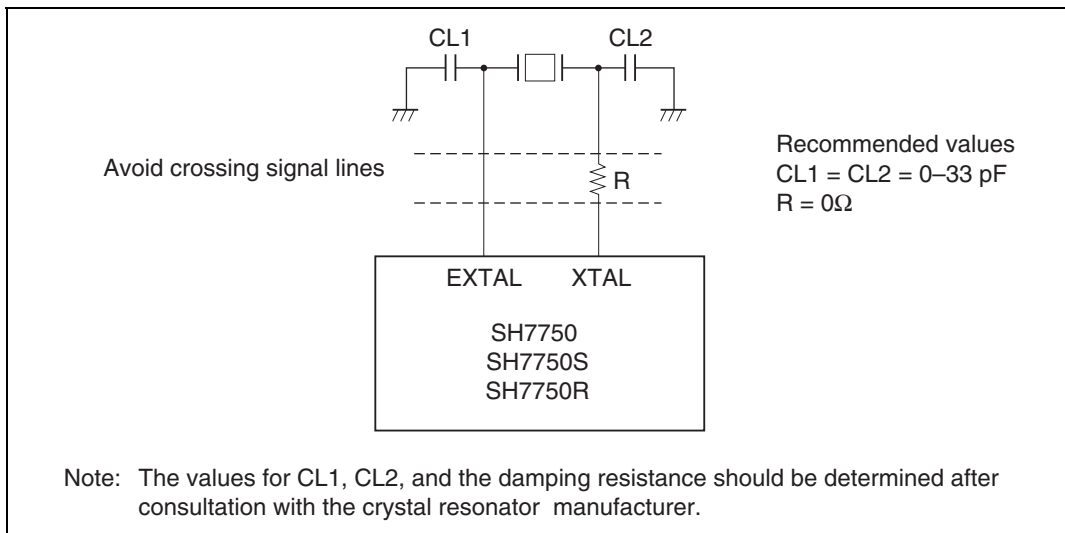 CL1
CL2
Avoid crossing signal lines
R
Recommended values
CL1 = CL2 = 0–33 pF
R = 0Ω
EXTAL
XTAL
SH7750
SH7750S
SH7750R
Note: The values for CL1, CL2, and the damping resistance should be determined after
consultation with the crystal resonator manufacturer.